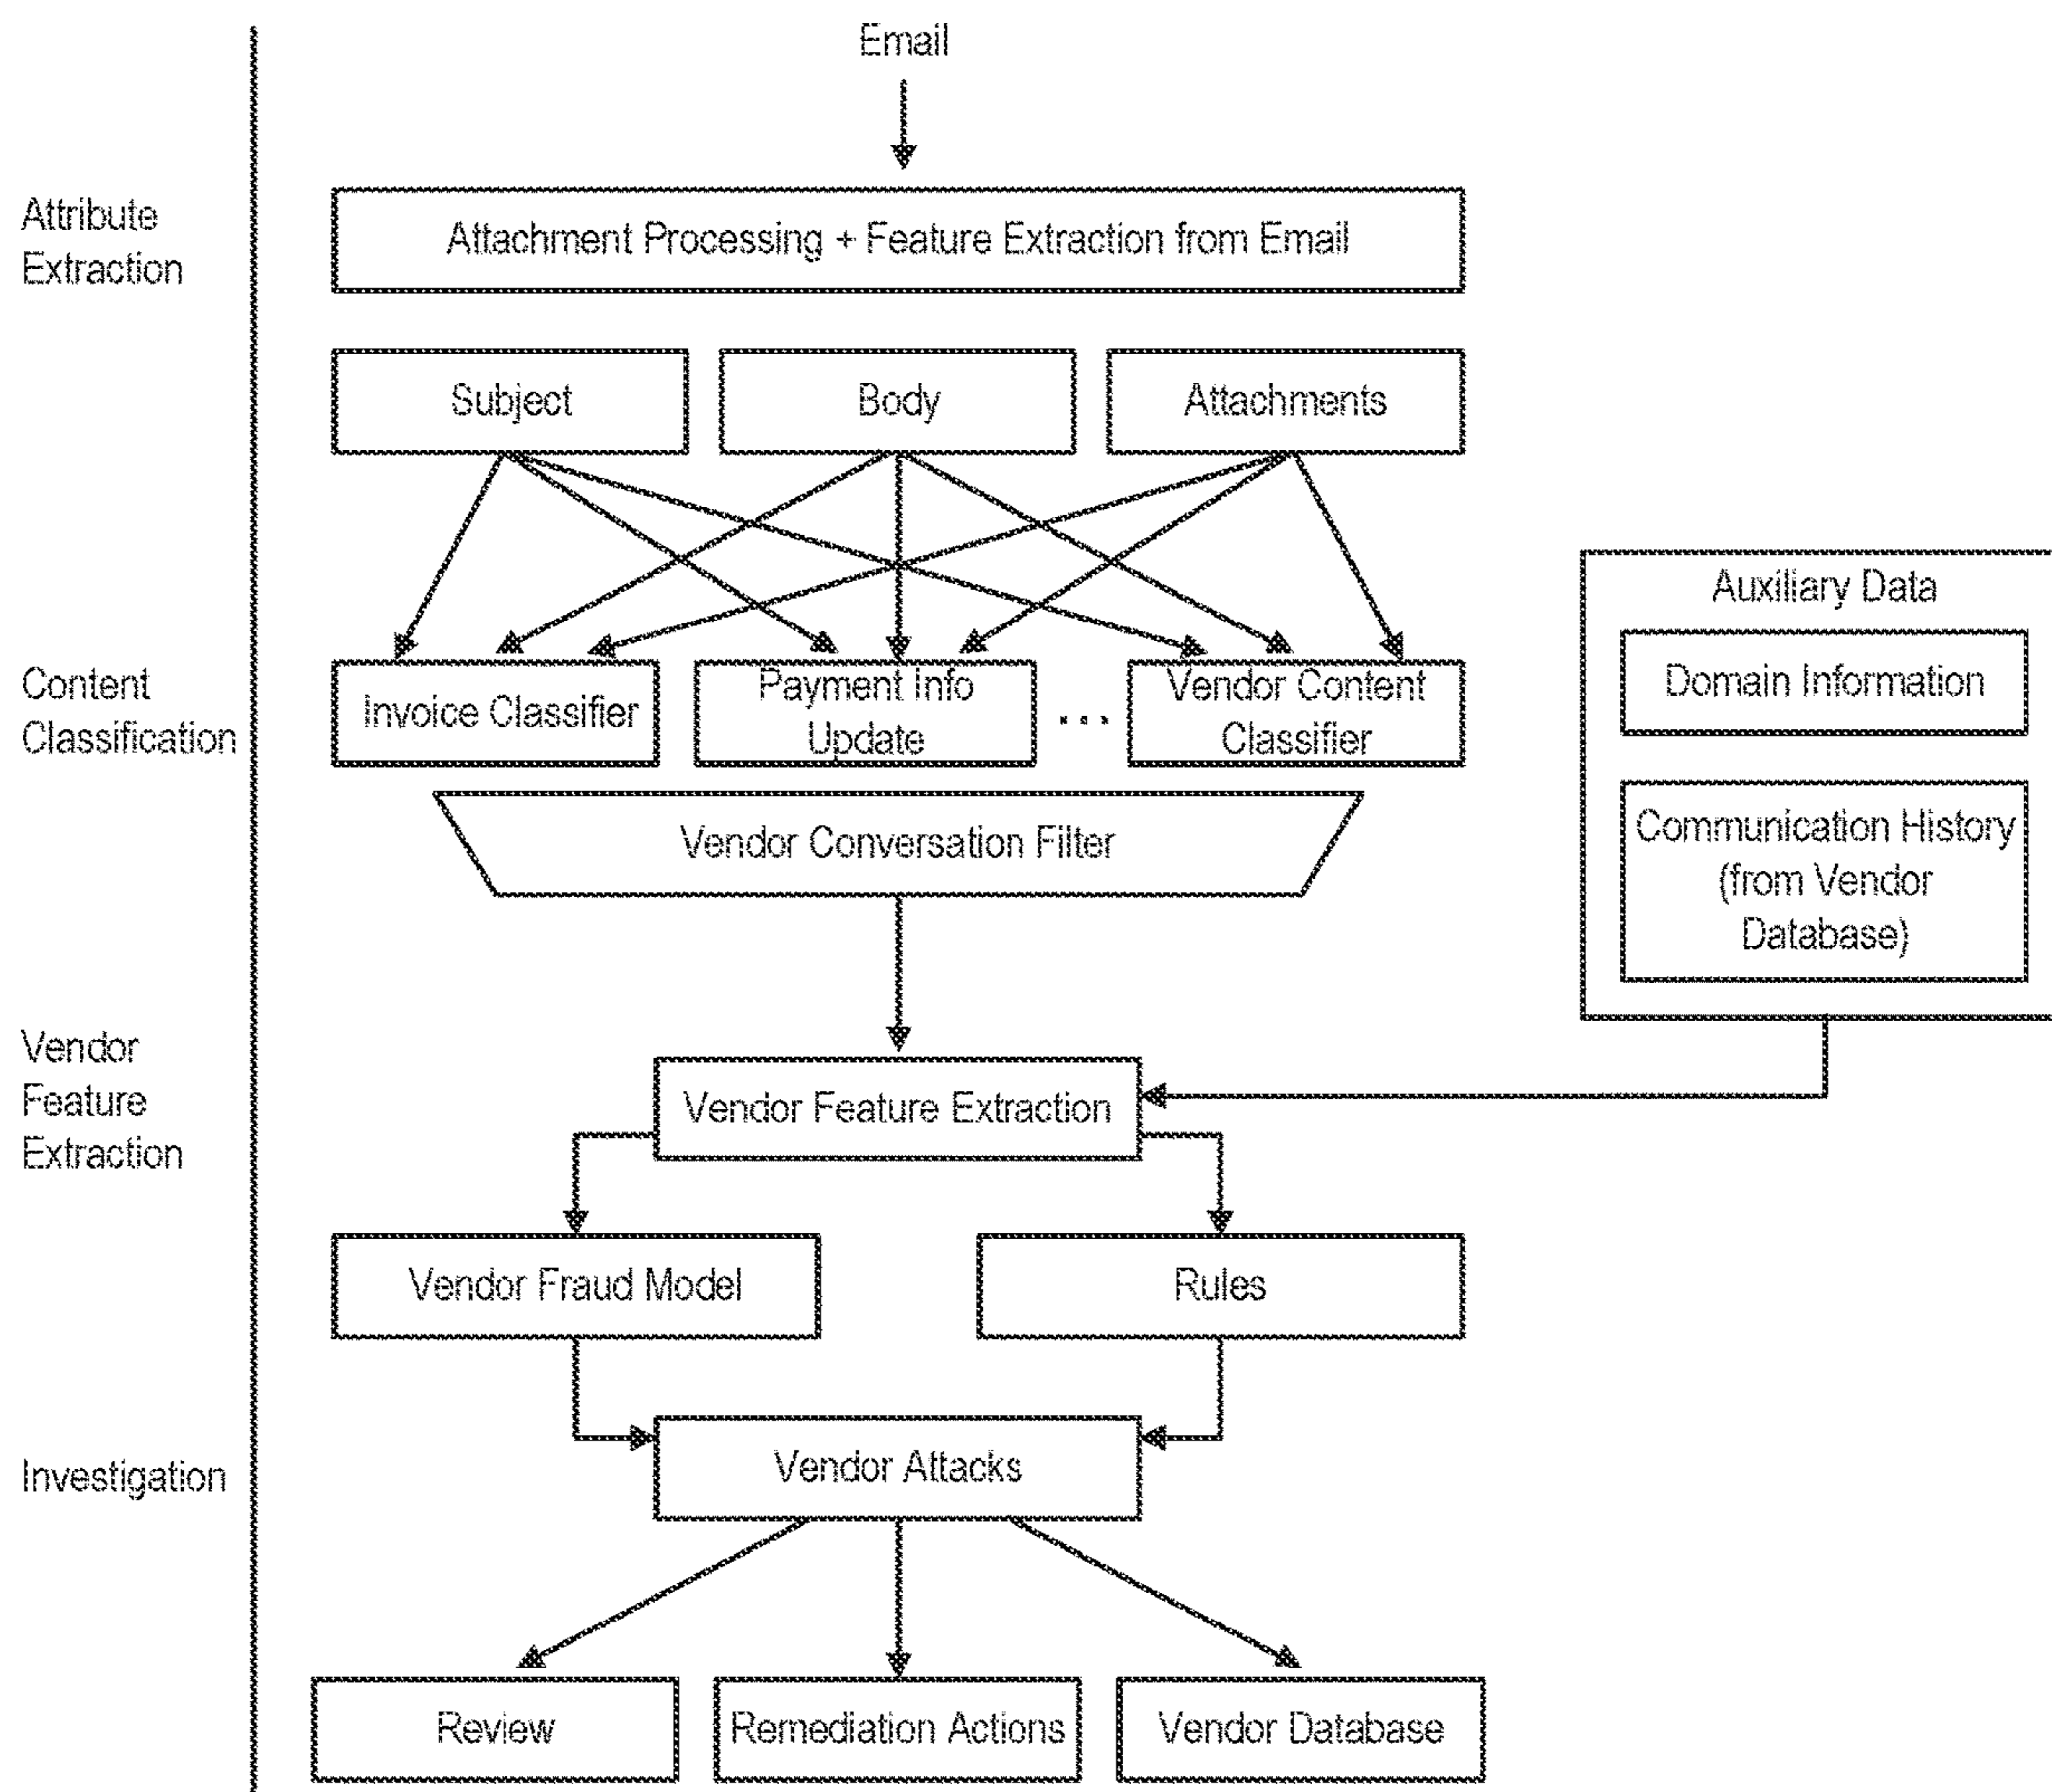 Email
Attribute
Extraction
Attachment Processing + Feature Extraction from Email
Subject
Body
Attachments
Content
Classification
Invoice Classifier
Payment Info
Update
...
Vendor Content
Classifier
Vendor Conversation Filter
Auxiliary Data
Domain Information
Communication History
(from Vendor
Database)
Vendor
Feature
Extraction
Vendor Feature Extraction
Vendor Fraud Model
Rules
Investigation
Vendor Attacks
Review
Remediation Actions
Vendor Database